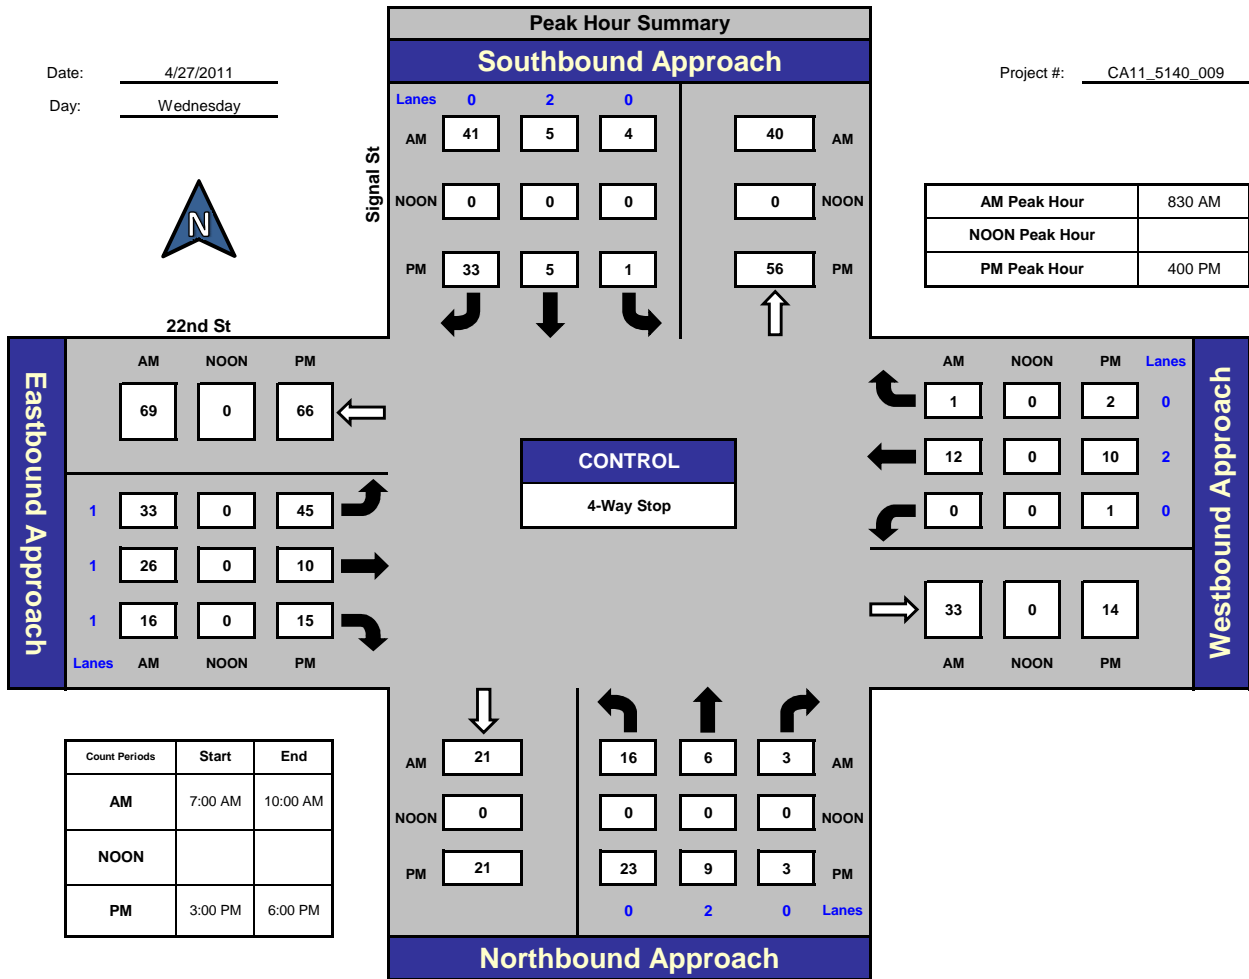 Peak Hour Summary
Southbound Approach
Date: 4/27/2011
Project #: CA11_5140_009
Day: Wednesday
Lanes 0 2 0
AM 41 5 4 40 AM
Signal St
NOON 0 0 0 0 NOON
N
AM Peak Hour 830 AM
NOON Peak Hour
PM Peak Hour 400 PM
PM 33 5 1 56 PM
22nd St
Eastbound Approach
AM NOON PM
69 0 66
1 33 0 45
1 26 0 10
1 16 0 15
Lanes AM NOON PM
CONTROL
4-Way Stop
AM NOON PM Lanes
1 0 2 0
12 0 10 2
0 0 1 0
33 0 14
AM NOON PM
Westbound Approach
Count Periods Start End
AM 7:00 AM 10:00 AM
NOON
PM 3:00 PM 6:00 PM
AM 21 16 6 3 AM
NOON 0 0 0 0 NOON
PM 21 23 9 3 PM
0 2 0 Lanes
Northbound Approach